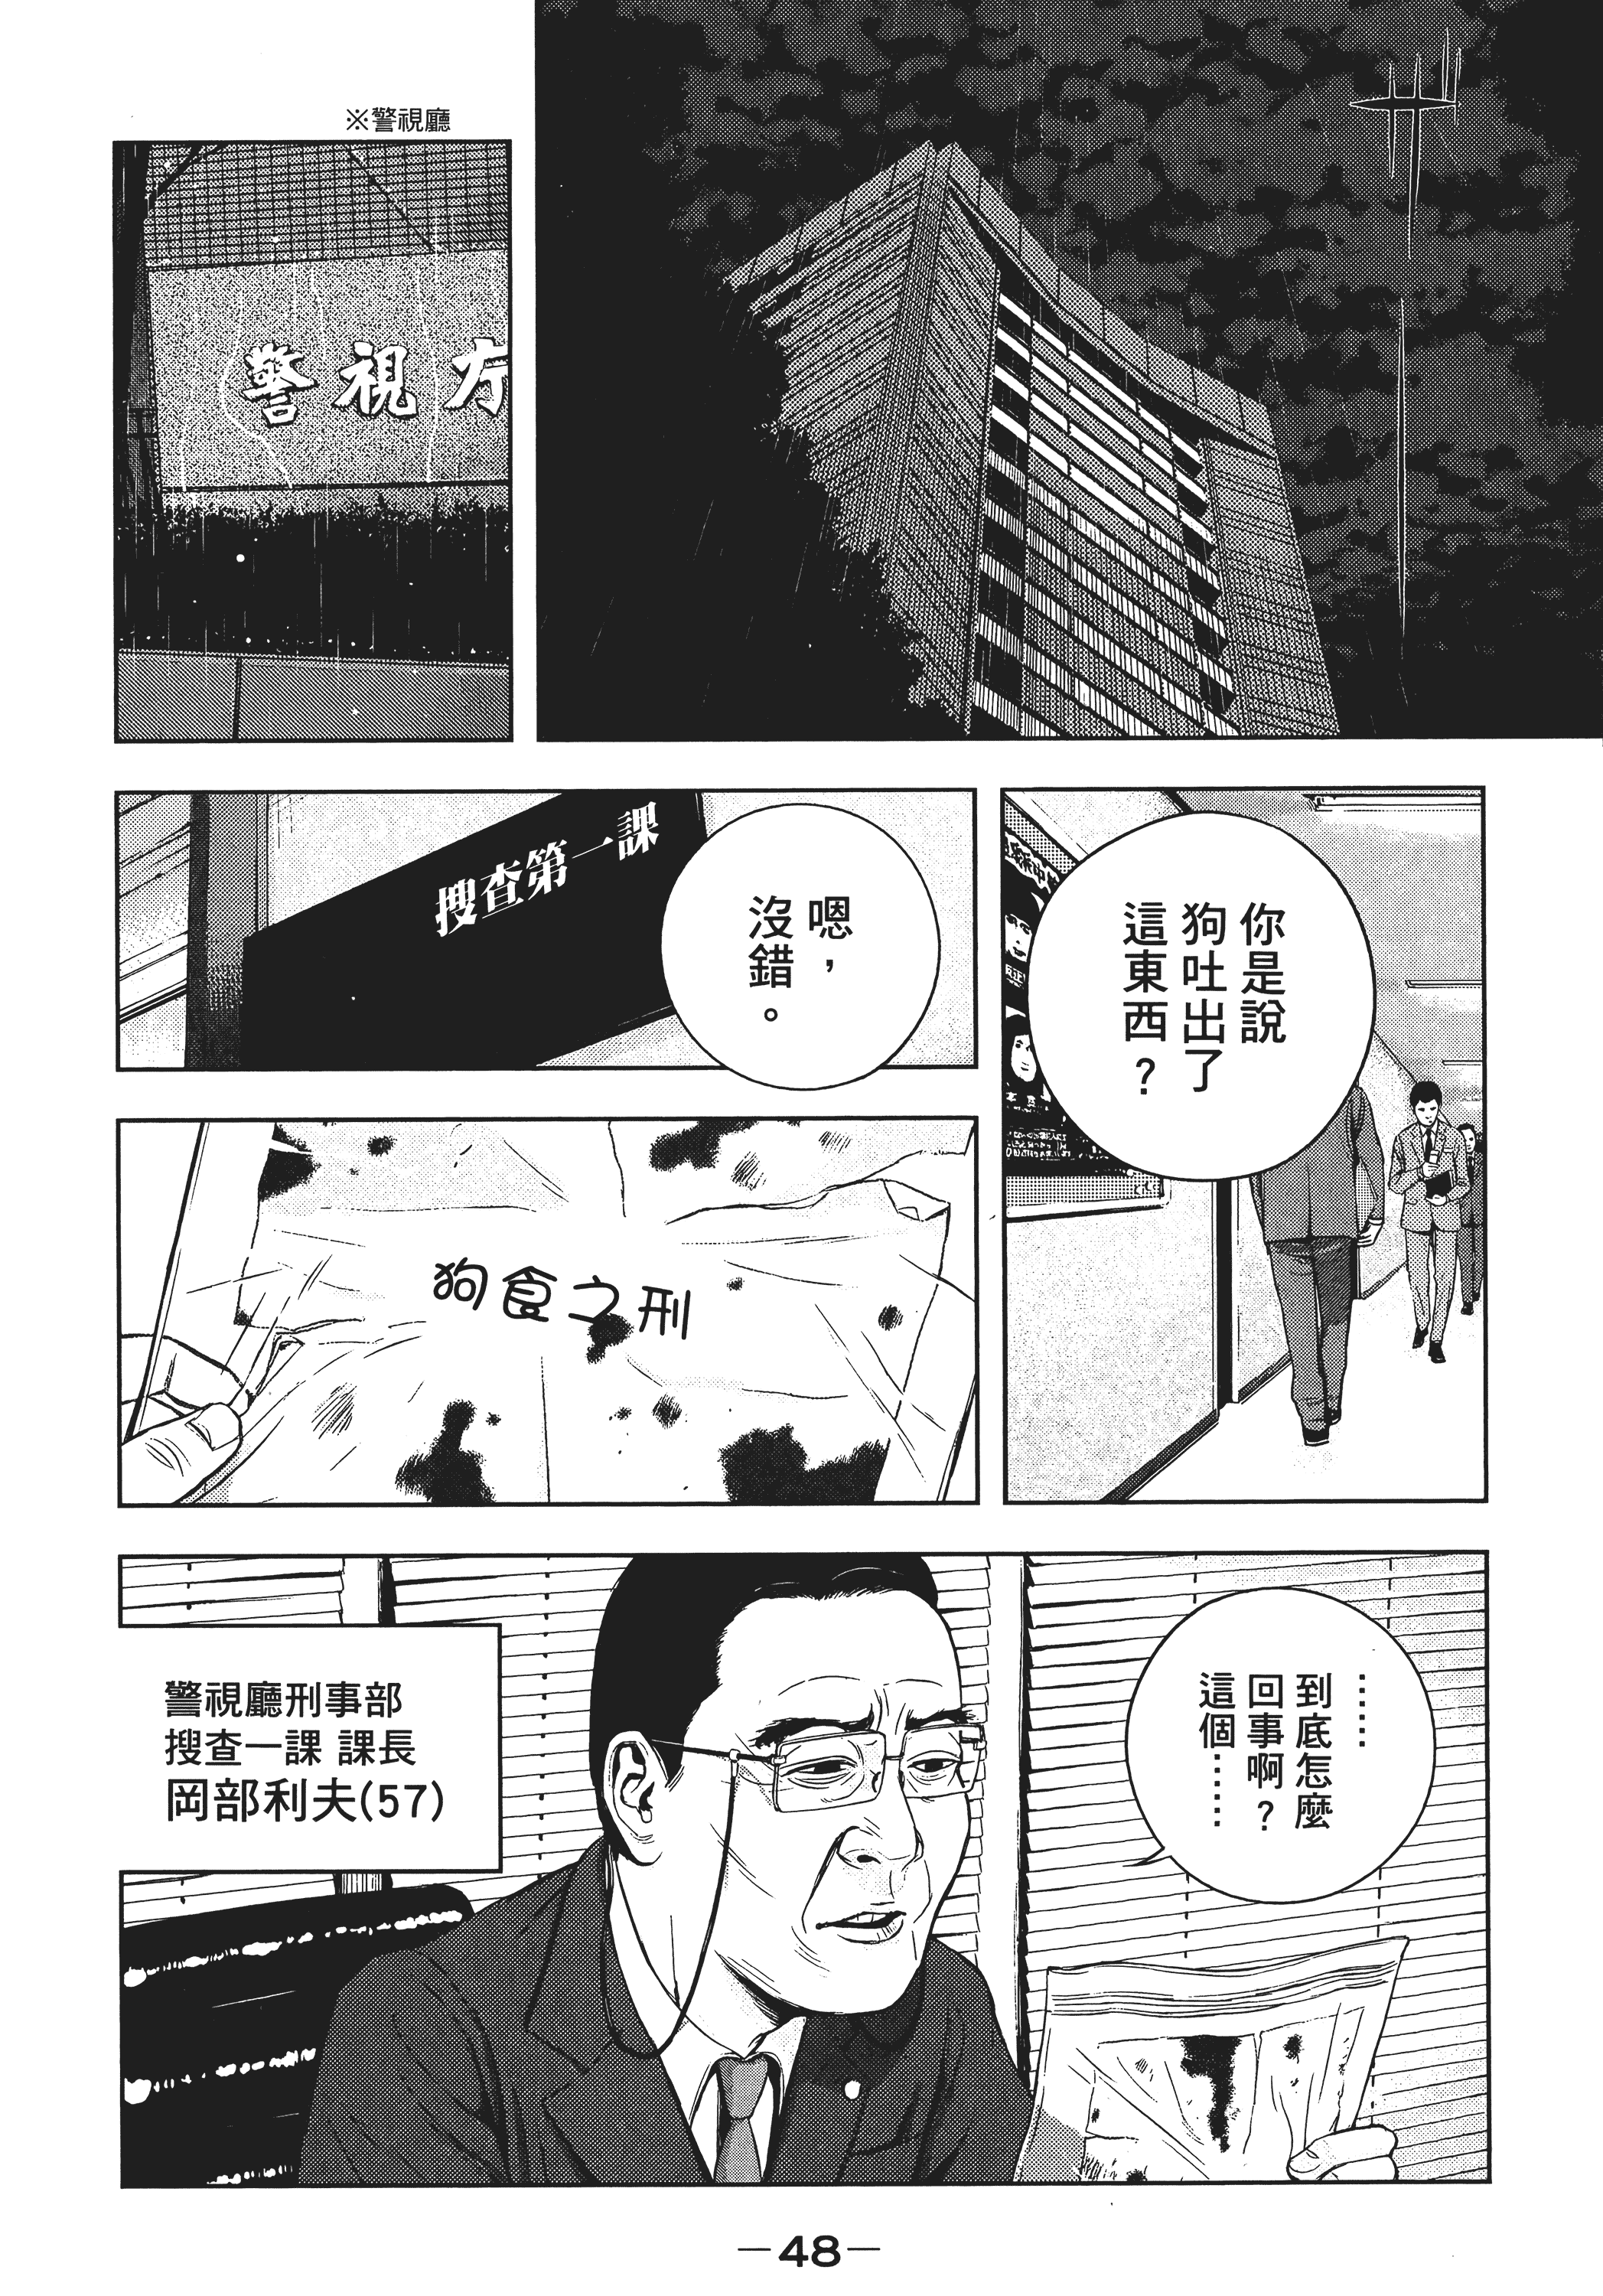 ※警視廳
警視庁
你是說
狗吐出了
這東西？
嗯，
沒錯。
搜查第一課
狗食之刑
……
到底怎麼
回事啊？
這個……
警視廳刑事部
搜查一課 課長
岡部利夫(57)
—48—